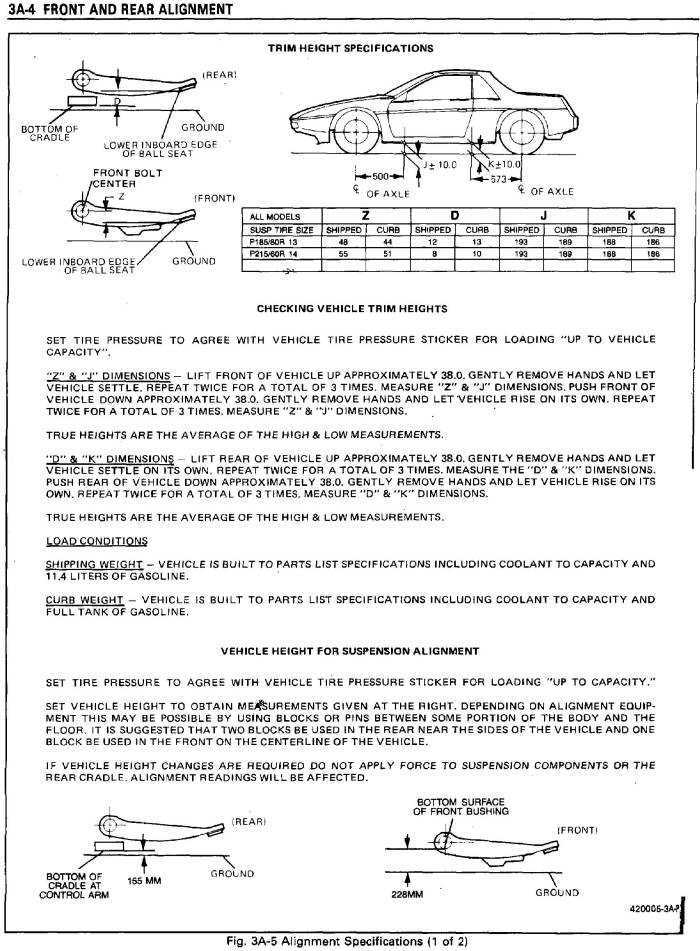 3A-4 FRONT AND REAR ALIGNMENT
TRIM HEIGHT SPECIFICATIONS
(REAR)
D
BOTTOM OF
CRADLE
GROUND
LOWER INBOARD EDGE
OF BALL SEAT
FRONT BOLT
CENTER
Z
(FRONT)
LOWER INBOARD EDGE
OF BALL SEAT
GROUND
J± 10.0
K±10.0
500
573
℄ OF AXLE
℄ OF AXLE
ALL MODELS Z D J K
SUSP TIRE SIZE SHIPPED CURB SHIPPED CURB SHIPPED CURB SHIPPED CURB
P185/80R 13 48 44 12 13 193 189 188 186
P215/60R 14 55 51 8 10 193 189 188 186
CHECKING VEHICLE TRIM HEIGHTS
SET TIRE PRESSURE TO AGREE WITH VEHICLE TIRE PRESSURE STICKER FOR LOADING "UP TO VEHICLE
CAPACITY".
"Z" & "J" DIMENSIONS – LIFT FRONT OF VEHICLE UP APPROXIMATELY 38.0. GENTLY REMOVE HANDS AND LET
VEHICLE SETTLE. REPEAT TWICE FOR A TOTAL OF 3 TIMES. MEASURE "Z" & "J" DIMENSIONS. PUSH FRONT OF
VEHICLE DOWN APPROXIMATELY 38.0. GENTLY REMOVE HANDS AND LET VEHICLE RISE ON ITS OWN. REPEAT
TWICE FOR A TOTAL OF 3 TIMES. MEASURE "Z" & "J" DIMENSIONS.
TRUE HEIGHTS ARE THE AVERAGE OF THE HIGH & LOW MEASUREMENTS.
"D" & "K" DIMENSIONS – LIFT REAR OF VEHICLE UP APPROXIMATELY 38.0. GENTLY REMOVE HANDS AND LET
VEHICLE SETTLE ON ITS OWN. REPEAT TWICE FOR A TOTAL OF 3 TIMES. MEASURE THE "D" & "K" DIMENSIONS.
PUSH REAR OF VEHICLE DOWN APPROXIMATELY 38.0. GENTLY REMOVE HANDS AND LET VEHICLE RISE ON ITS
OWN. REPEAT TWICE FOR A TOTAL OF 3 TIMES. MEASURE "D" & "K" DIMENSIONS.
TRUE HEIGHTS ARE THE AVERAGE OF THE HIGH & LOW MEASUREMENTS.
LOAD CONDITIONS
SHIPPING WEIGHT – VEHICLE IS BUILT TO PARTS LIST SPECIFICATIONS INCLUDING COOLANT TO CAPACITY AND
11.4 LITERS OF GASOLINE.
CURB WEIGHT – VEHICLE IS BUILT TO PARTS LIST SPECIFICATIONS INCLUDING COOLANT TO CAPACITY AND
FULL TANK OF GASOLINE.
VEHICLE HEIGHT FOR SUSPENSION ALIGNMENT
SET TIRE PRESSURE TO AGREE WITH VEHICLE TIRE PRESSURE STICKER FOR LOADING "UP TO CAPACITY."
SET VEHICLE HEIGHT TO OBTAIN MEASUREMENTS GIVEN AT THE RIGHT. DEPENDING ON ALIGNMENT EQUIP-
MENT THIS MAY BE POSSIBLE BY USING BLOCKS OR PINS BETWEEN SOME PORTION OF THE BODY AND THE
FLOOR. IT IS SUGGESTED THAT TWO BLOCKS BE USED IN THE REAR NEAR THE SIDES OF THE VEHICLE AND ONE
BLOCK BE USED IN THE FRONT ON THE CENTERLINE OF THE VEHICLE.
IF VEHICLE HEIGHT CHANGES ARE REQUIRED DO NOT APPLY FORCE TO SUSPENSION COMPONENTS OR THE
REAR CRADLE. ALIGNMENT READINGS WILL BE AFFECTED.
(REAR)
BOTTOM OF
CRADLE AT
CONTROL ARM
165 MM
GROUND
BOTTOM SURFACE
OF FRONT BUSHING
(FRONT)
228MM
GROUND
Fig. 3A-5 Alignment Specifications (1 of 2)